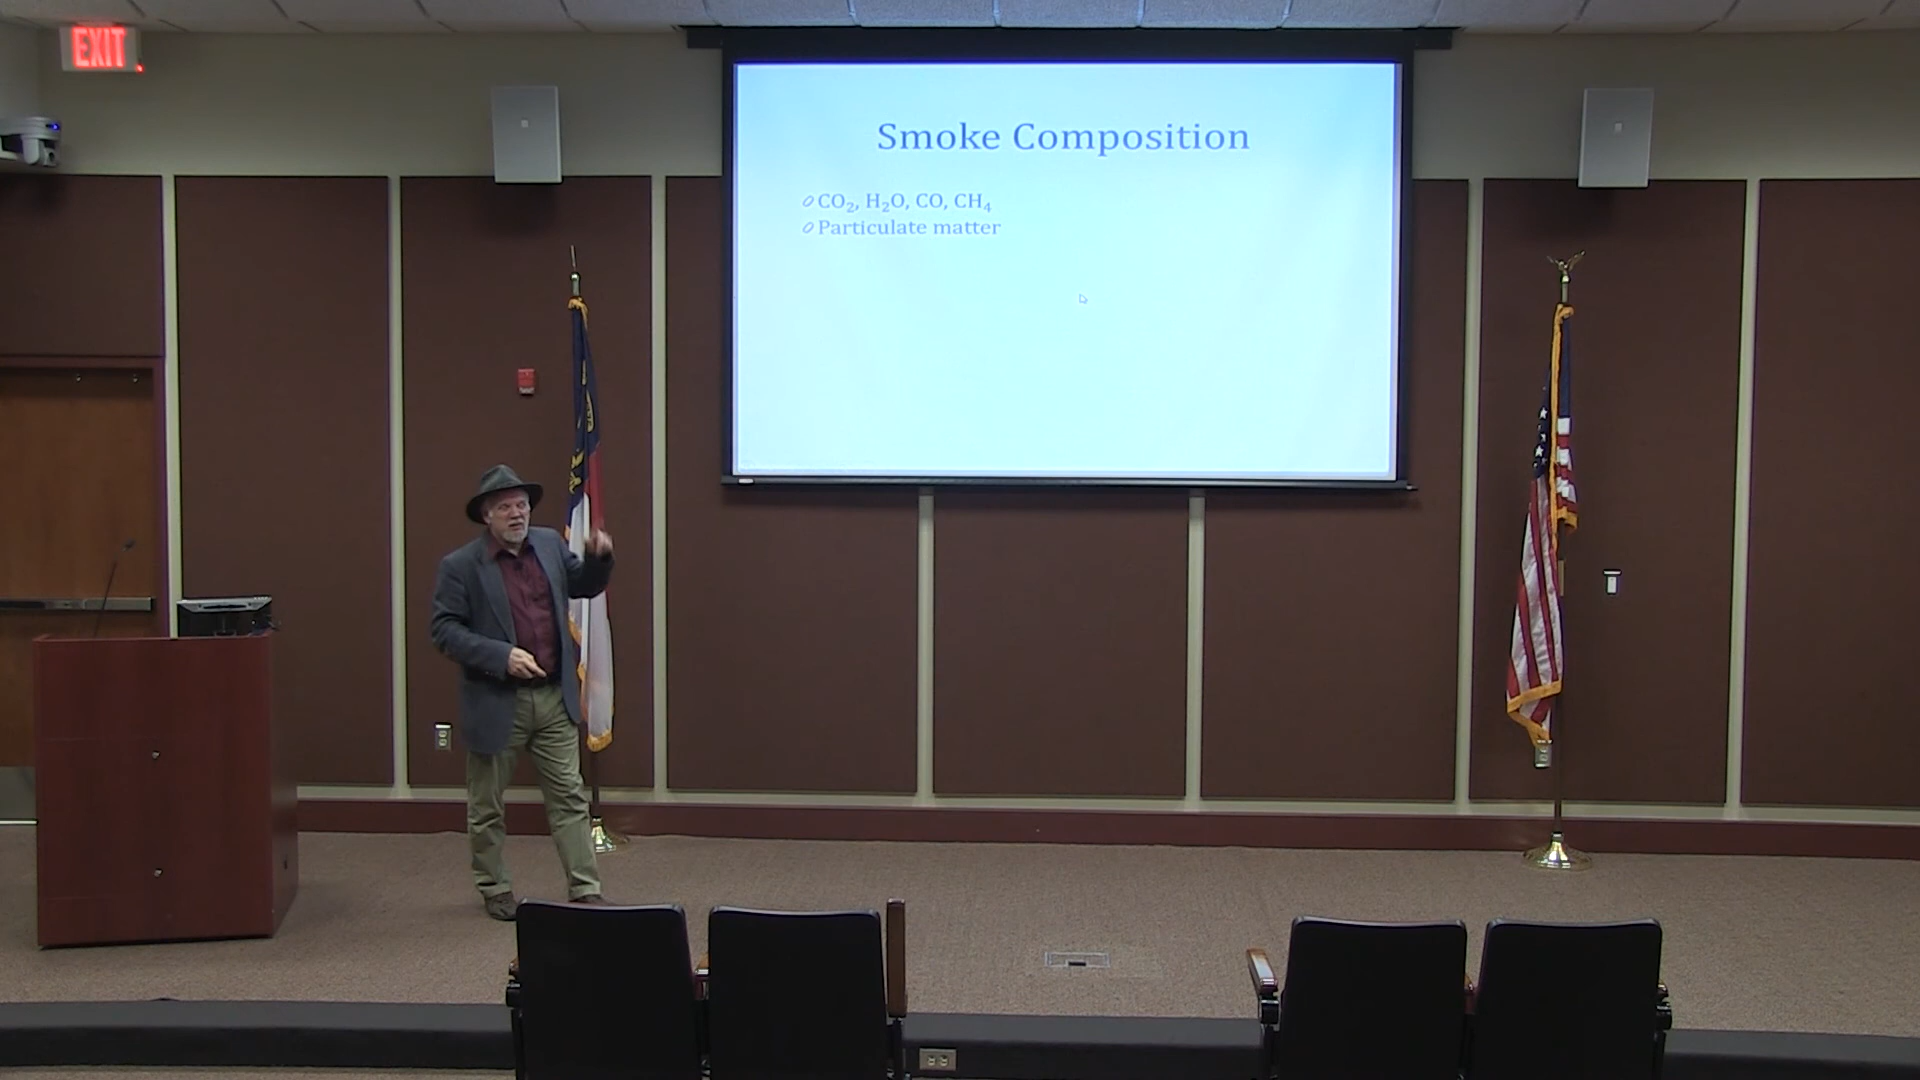 EXIT
Smoke Composition
CO₂, H₂O, CO, CH₄
Particulate matter